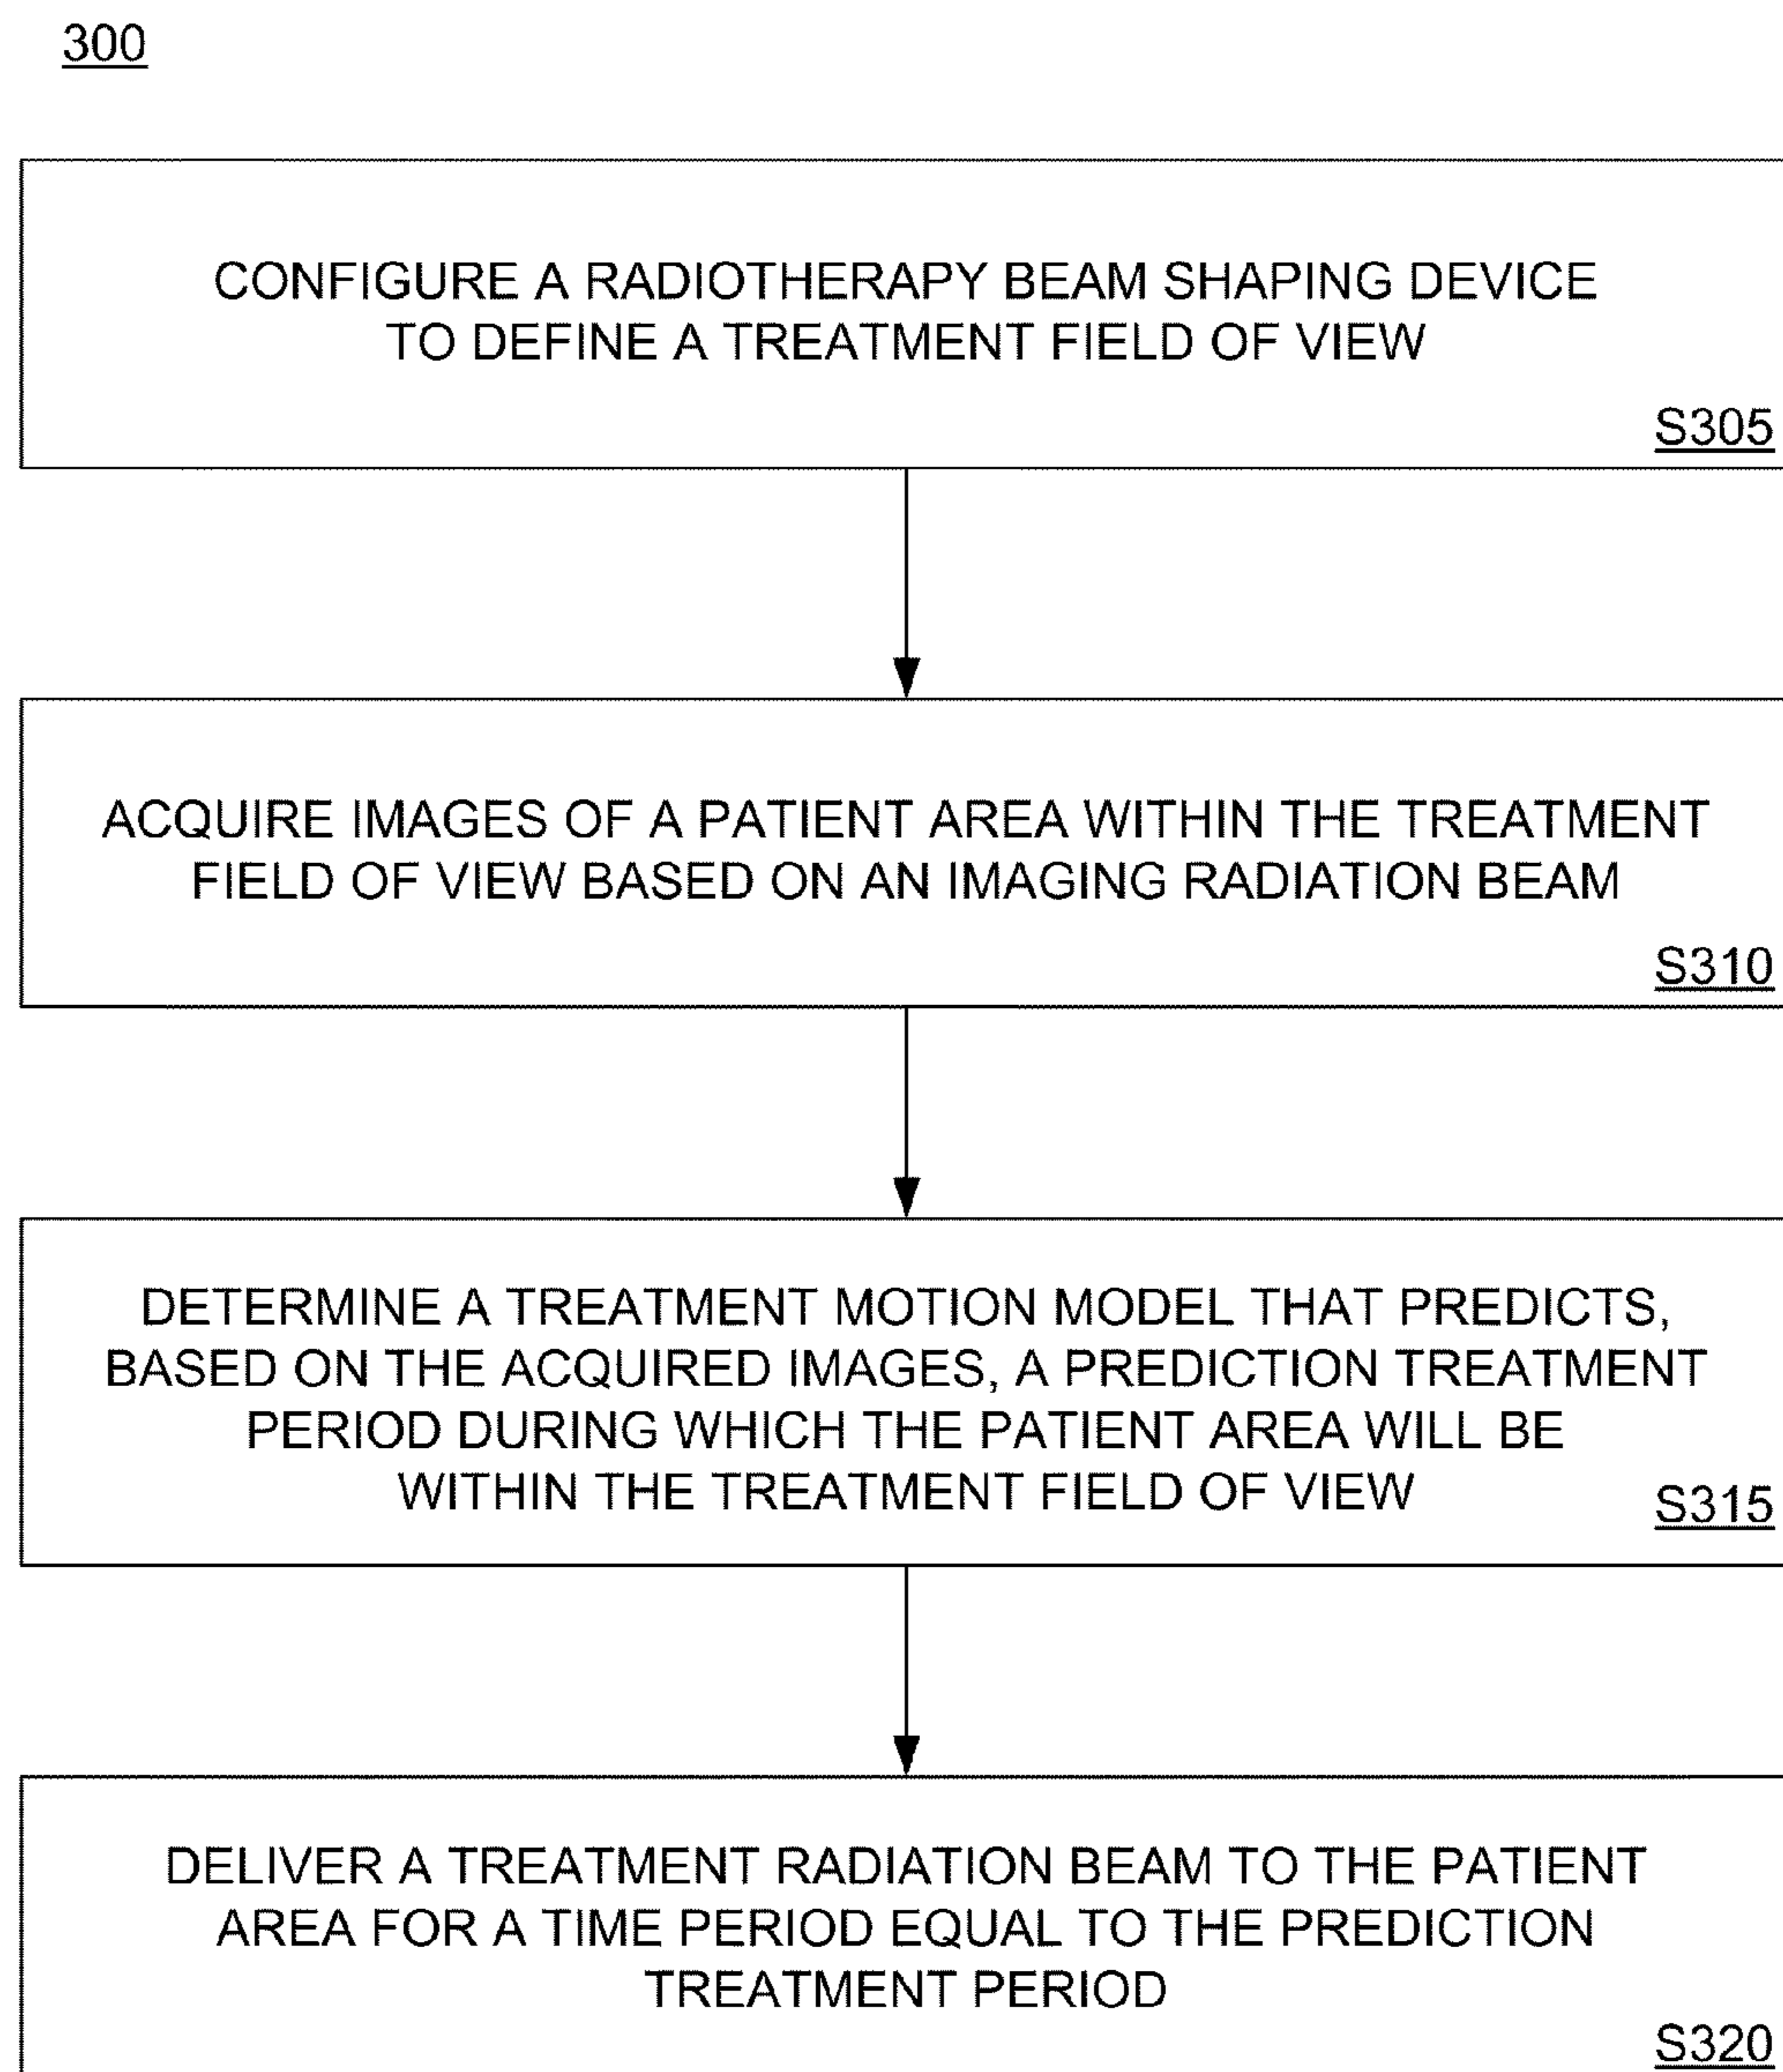 300
CONFIGURE A RADIOTHERAPY BEAM SHAPING DEVICE
TO DEFINE A TREATMENT FIELD OF VIEW
S305
ACQUIRE IMAGES OF A PATIENT AREA WITHIN THE TREATMENT
FIELD OF VIEW BASED ON AN IMAGING RADIATION BEAM
S310
DETERMINE A TREATMENT MOTION MODEL THAT PREDICTS,
BASED ON THE ACQUIRED IMAGES, A PREDICTION TREATMENT
PERIOD DURING WHICH THE PATIENT AREA WILL BE
WITHIN THE TREATMENT FIELD OF VIEW
S315
DELIVER A TREATMENT RADIATION BEAM TO THE PATIENT
AREA FOR A TIME PERIOD EQUAL TO THE PREDICTION
TREATMENT PERIOD
S320